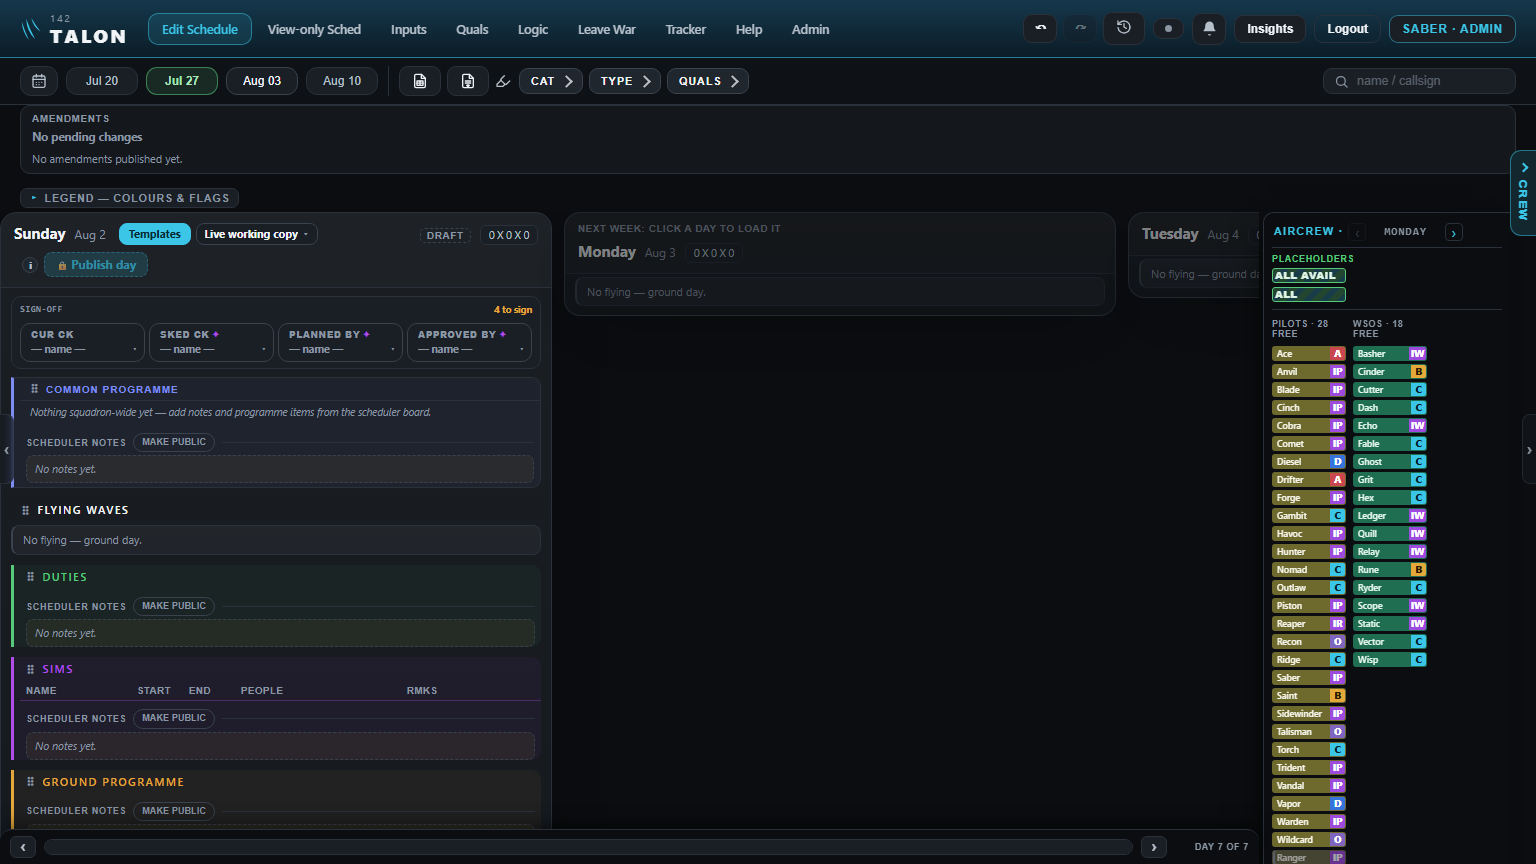 142
TALON
Edit Schedule
View-only Sched
Inputs
Quals
Logic
Leave War
Tracker
Help
Admin
Insights
Logout
SABER · ADMIN
Jul 20
Jul 27
Aug 03
Aug 10
CAT
TYPE
QUALS
name / callsign
AMENDMENTS
No pending changes
No amendments published yet.
LEGEND — COLOURS & FLAGS
CREW
Sunday Aug 2 Templates Live working copy DRAFT 0X0X0
i Publish day
SIGN-OFF 4 to sign
CUR CK
— name —
SKED CK
— name —
PLANNED BY
— name —
APPROVED BY
— name —
COMMON PROGRAMME
Nothing squadron-wide yet — add notes and programme items from the scheduler board.
SCHEDULER NOTES MAKE PUBLIC
No notes yet.
FLYING WAVES
No flying — ground day.
DUTIES
SCHEDULER NOTES MAKE PUBLIC
No notes yet.
SIMS
NAME START END PEOPLE RMKS
SCHEDULER NOTES MAKE PUBLIC
No notes yet.
GROUND PROGRAMME
SCHEDULER NOTES MAKE PUBLIC
NEXT WEEK: CLICK A DAY TO LOAD IT
Monday Aug 3 0X0X0
No flying — ground day.
Tuesday Aug 4
No flying — ground da
AIRCREW · MONDAY
PLACEHOLDERS
ALL AVAIL
ALL
PILOTS · 28 FREE
Ace A
Anvil IP
Blade IP
Cinch IP
Cobra IP
Comet IP
Diesel D
Drifter A
Forge IP
Gambit C
Havoc IP
Hunter IP
Nomad C
Outlaw C
Piston IP
Reaper IR
Recon O
Ridge C
Saber IP
Saint B
Sidewinder IP
Talisman O
Torch C
Trident IP
Vandal IP
Vapor D
Warden IP
Wildcard O
Ranger IP
WSOS · 18 FREE
Basher IW
Cinder B
Cutter C
Dash C
Echo IW
Fable C
Ghost C
Grit C
Hex C
Ledger IW
Quill IW
Relay IW
Rune B
Ryder C
Scope IW
Static IW
Vector C
Wisp C
DAY 7 OF 7